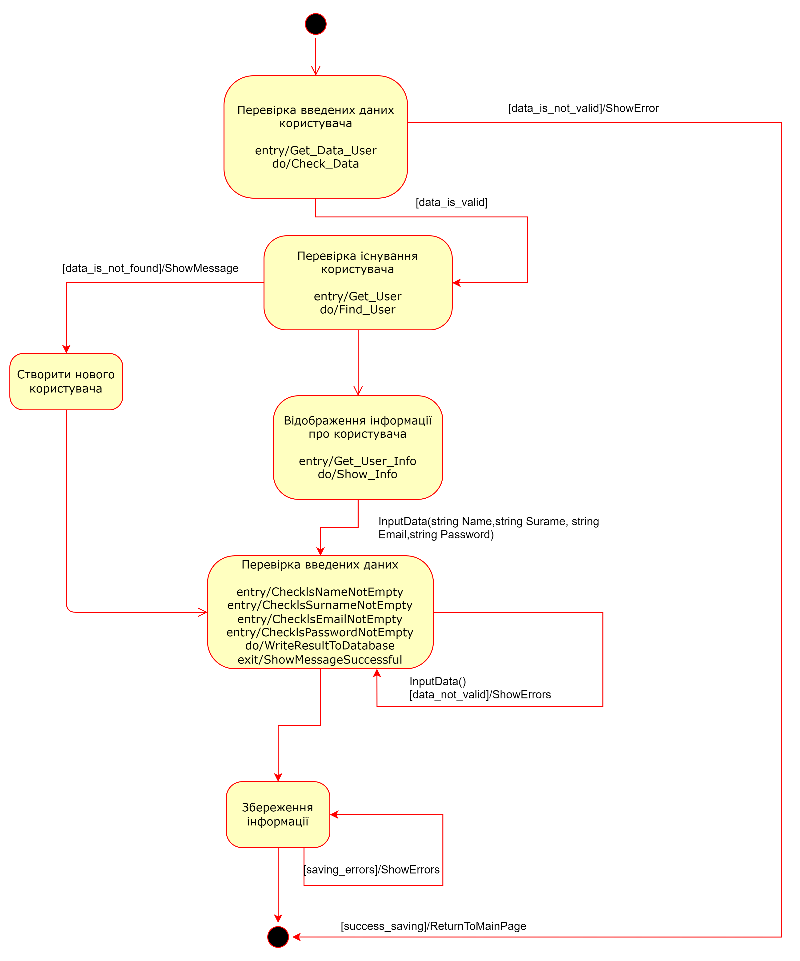 Перевірка введених даних
користувача
entry/Get_Data_User
do/Check_Data
[data_is_not_valid]/ShowError
[data_is_valid]
Перевірка існування
користувача
entry/Get_User
do/Find_User
[data_is_not_found]/ShowMessage
Створити нового
користувача
Відображення інформації
про користувача
entry/Get_User_Info
do/Show_Info
InputData(string Name,string Surame, string
Email,string Password)
Перевірка введених даних
entry/CheckIsNameNotEmpty
entry/CheckIsSurnameNotEmpty
entry/CheckIsEmailNotEmpty
entry/CheckIsPasswordNotEmpty
do/WriteResultToDatabase
exit/ShowMessageSuccessful
InputData()
[data_not_valid]/ShowErrors
Збереження
інформації
[saving_errors]/ShowErrors
[success_saving]/ReturnToMainPage